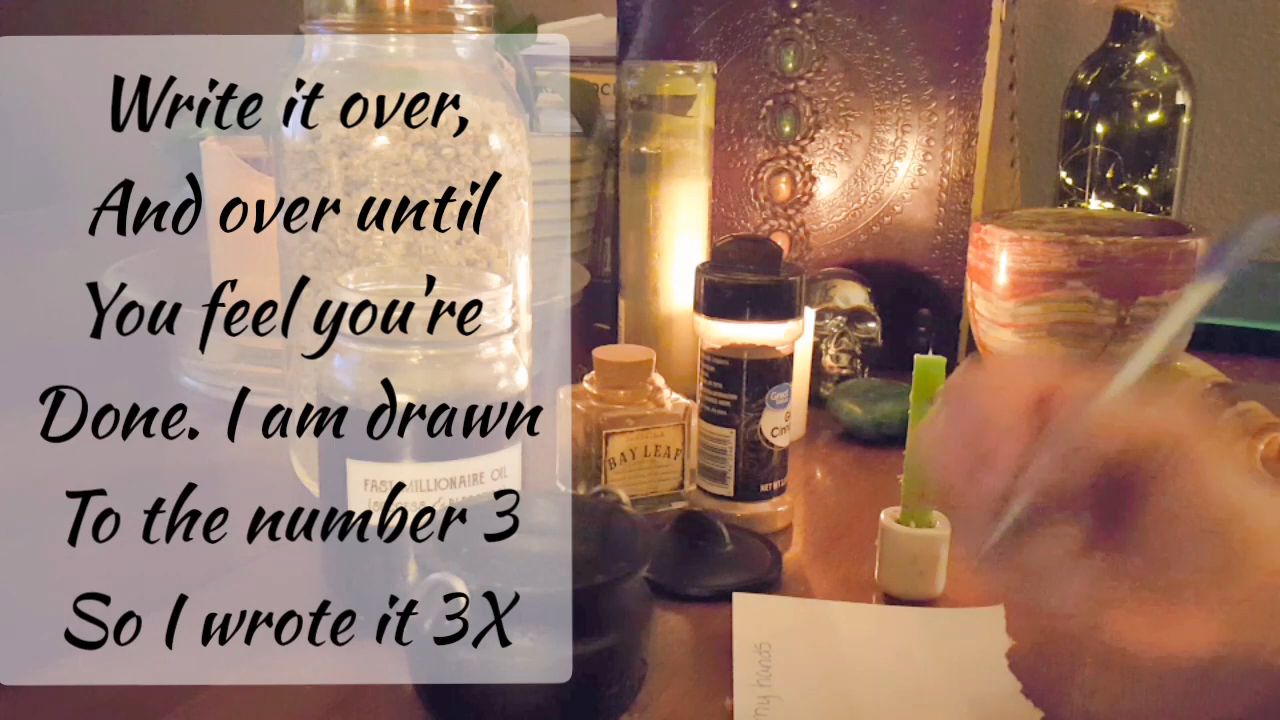 Write it over,
And over until
You feel you're
Done. I am drawn
To the number 3
So I wrote it 3X
FAST MILLIONAIRE OIL
BAY LEAF
Great
my hands